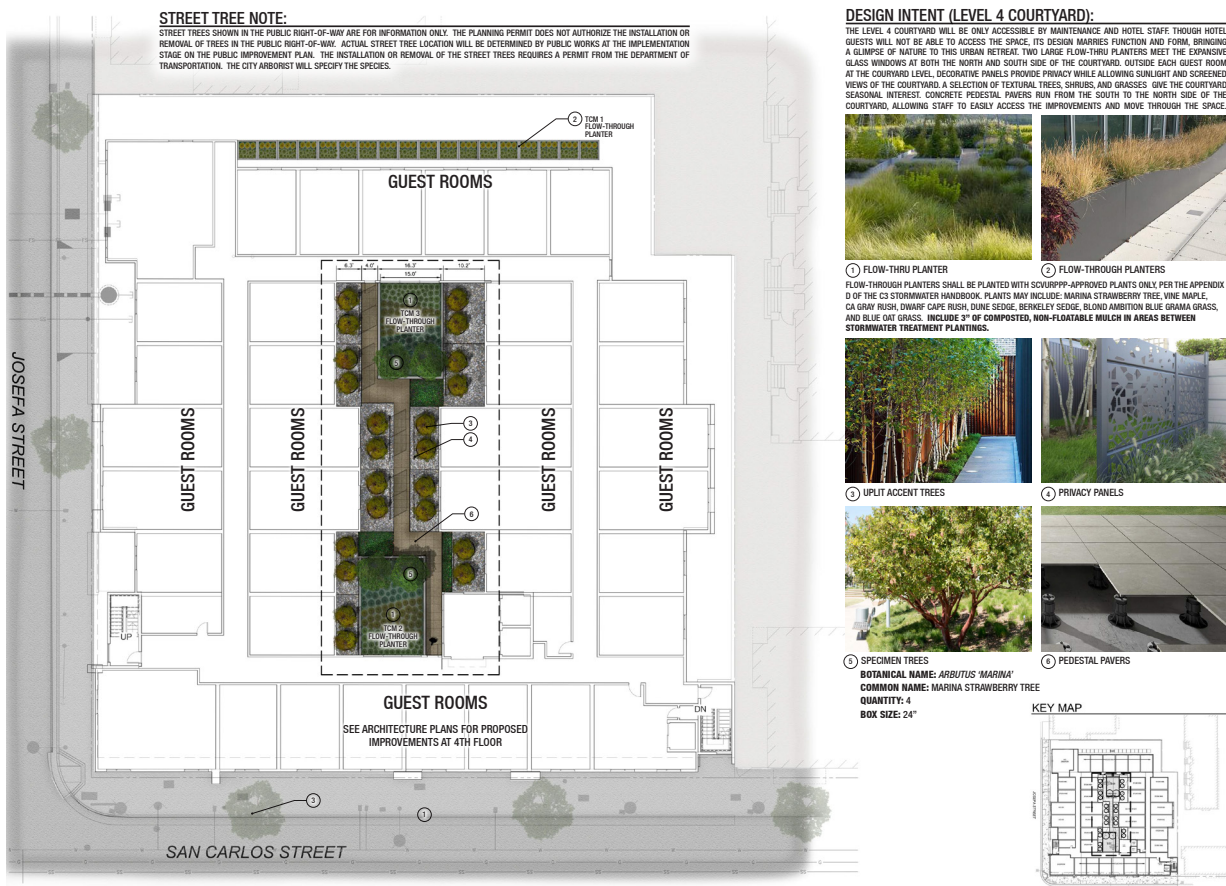 STREET TREE NOTE:
STREET TREES SHOWN IN THE PUBLIC RIGHT-OF-WAY ARE FOR INFORMATION ONLY. THE PLANNING PERMIT DOES NOT AUTHORIZE THE INSTALLATION OR
REMOVAL OF TREES IN THE PUBLIC RIGHT-OF-WAY. ACTUAL STREET TREE LOCATION WILL BE DETERMINED BY PUBLIC WORKS AT THE IMPLEMENTATION
STAGE ON THE PUBLIC IMPROVEMENT PLAN. THE INSTALLATION OR REMOVAL OF THE STREET TREES REQUIRES A PERMIT FROM THE DEPARTMENT OF
TRANSPORTATION. THE CITY ARBORIST WILL SPECIFY THE SPECIES.
2 TCM 1
FLOW-THROUGH
PLANTER
GUEST ROOMS
6.3' 4.0' 16.3' 10.2'
15.0'
1
TCM 3
FLOW-THROUGH
PLANTER
5
JOSEFA STREET
GUEST ROOMS
GUEST ROOMS
GUEST ROOMS
GUEST ROOMS
3
4
6
5
1
TCM 2
FLOW-THROUGH
PLANTER
UP
DN
GUEST ROOMS
SEE ARCHITECTURE PLANS FOR PROPOSED
IMPROVEMENTS AT 4TH FLOOR
3
1
SAN CARLOS STREET
DESIGN INTENT (LEVEL 4 COURTYARD):
THE LEVEL 4 COURTYARD WILL BE ONLY ACCESSIBLE BY MAINTENANCE AND HOTEL STAFF. THOUGH HOTEL
GUESTS WILL NOT BE ABLE TO ACCESS THE SPACE, ITS DESIGN MARRIES FUNCTION AND FORM, BRINGING
A GLIMPSE OF NATURE TO THIS URBAN RETREAT. TWO LARGE FLOW-THRU PLANTERS MEET THE EXPANSIVE
GLASS WINDOWS AT BOTH THE NORTH AND SOUTH SIDE OF THE COURTYARD. OUTSIDE EACH GUEST ROOM
AT THE COURYARD LEVEL, DECORATIVE PANELS PROVIDE PRIVACY WHILE ALLOWING SUNLIGHT AND SCREENED
VIEWS OF THE COURTYARD. A SELECTION OF TEXTURAL TREES, SHRUBS, AND GRASSES GIVE THE COURTYARD
SEASONAL INTEREST. CONCRETE PEDESTAL PAVERS RUN FROM THE SOUTH TO THE NORTH SIDE OF THE
COURTYARD, ALLOWING STAFF TO EASILY ACCESS THE IMPROVEMENTS AND MOVE THROUGH THE SPACE.
1 FLOW-THRU PLANTER
2 FLOW-THROUGH PLANTERS
FLOW-THROUGH PLANTERS SHALL BE PLANTED WITH SCVURPPP-APPROVED PLANTS ONLY, PER THE APPENDIX
D OF THE C3 STORMWATER HANDBOOK. PLANTS MAY INCLUDE: MARINA STRAWBERRY TREE, VINE MAPLE,
CA GRAY RUSH, DWARF CAPE RUSH, DUNE SEDGE, BERKELEY SEDGE, BLOND AMBITION BLUE GRAMA GRASS,
AND BLUE OAT GRASS. INCLUDE 3" OF COMPOSTED, NON-FLOATABLE MULCH IN AREAS BETWEEN
STORMWATER TREATMENT PLANTINGS.
3 UPLIT ACCENT TREES
4 PRIVACY PANELS
5 SPECIMEN TREES
BOTANICAL NAME: ARBUTUS 'MARINA'
COMMON NAME: MARINA STRAWBERRY TREE
QUANTITY: 4
BOX SIZE: 24"
6 PEDESTAL PAVERS
KEY MAP